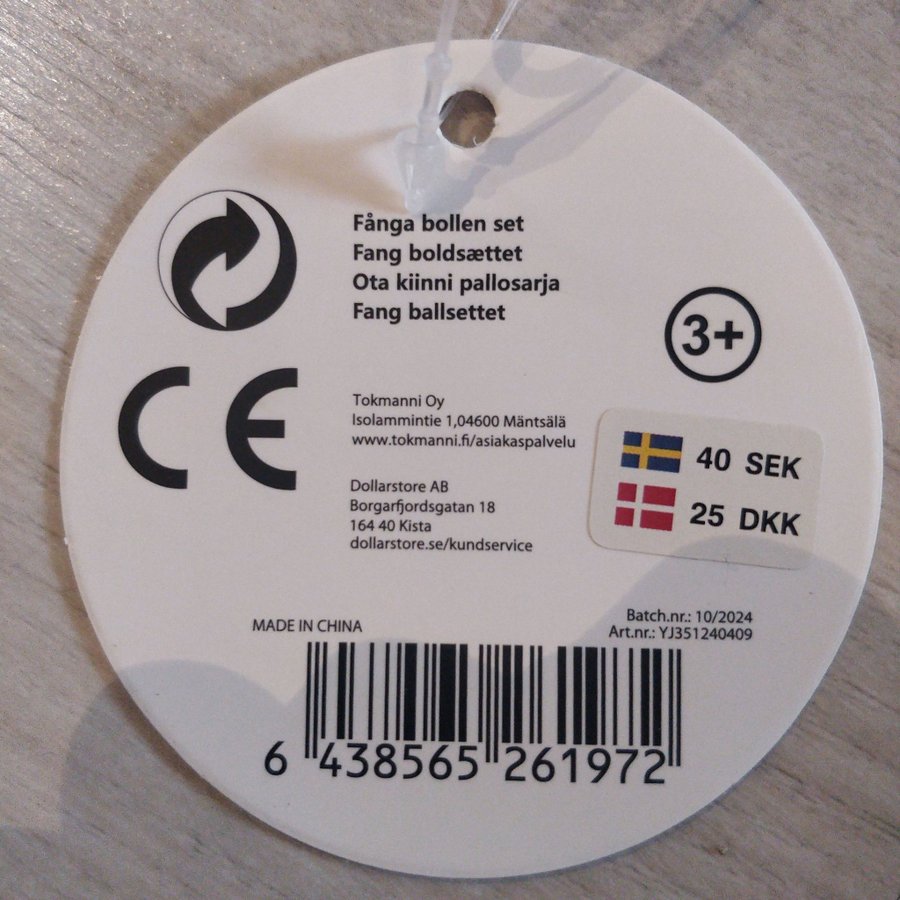 Fånga bollen set
Fang boldsættet
Ota kiinni pallosarja
Fang ballsettet
3+
CE
Tokmanni Oy
Isolammintie 1,04600 Mäntsälä
www.tokmanni.fi/asiakaspalvelu
40 SEK
25 DKK
Dollarstore AB
Borgarfjordsgatan 18
164 40 Kista
dollarstore.se/kundservice
MADE IN CHINA
Batch.nr.: 10/2024
Art.nr.: YJ351240409
6 438565 261972